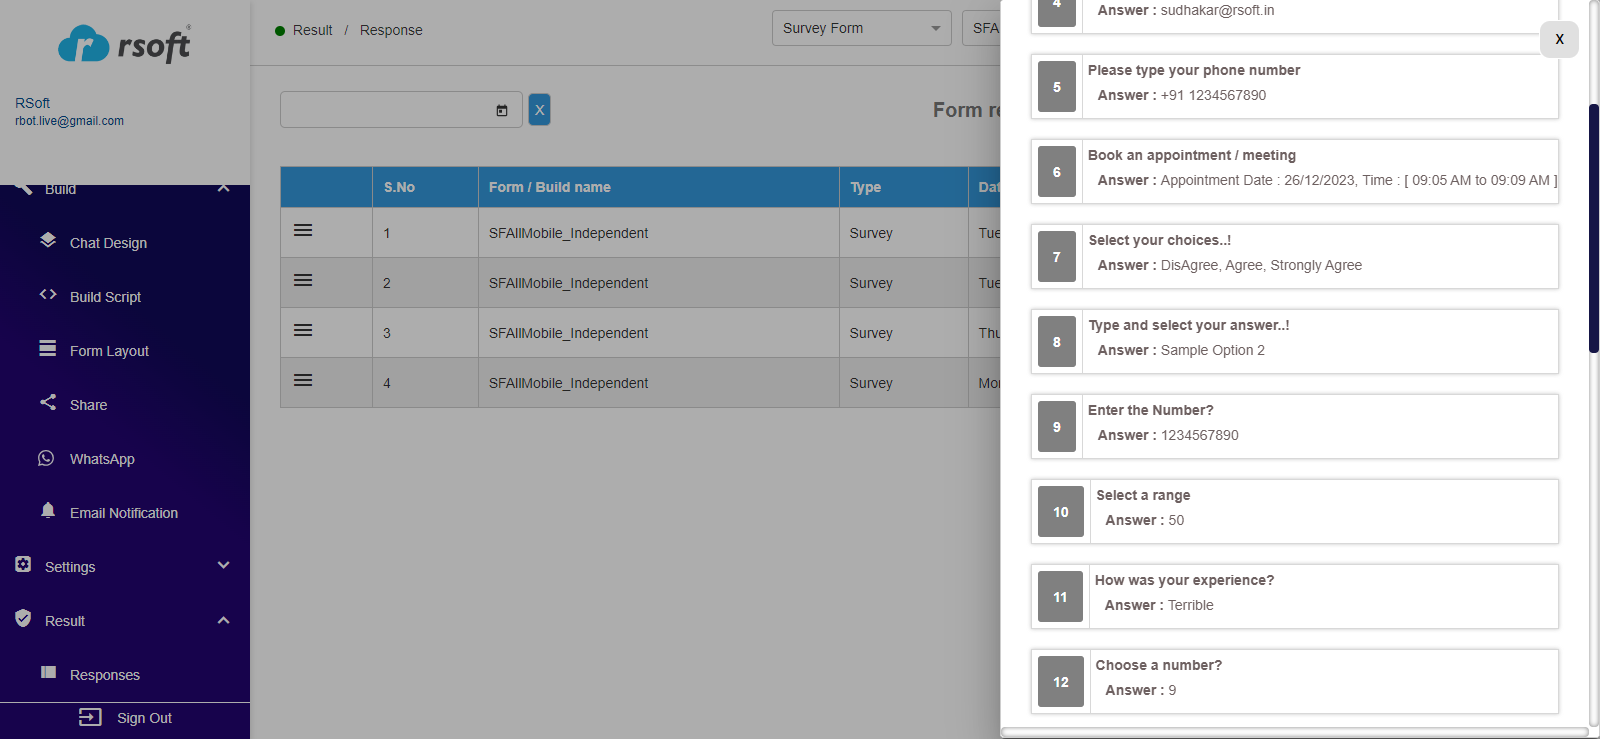 rsoft®
RSoft
rbot.live@gmail.com
Build
Chat Design
Build Script
Form Layout
Share
WhatsApp
Email Notification
Settings
Result
Responses
Sign Out
Result / Response
Survey Form
SFA
X
Form re
S.No Form / Build name Type Dat
1 SFAllMobile_Independent Survey Tue
2 SFAllMobile_Independent Survey Tue
3 SFAllMobile_Independent Survey Thu
4 SFAllMobile_Independent Survey Mon
X
4
Answer : sudhakar@rsoft.in
5
Please type your phone number
Answer : +91 1234567890
6
Book an appointment / meeting
Answer : Appointment Date : 26/12/2023, Time : [ 09:05 AM to 09:09 AM ]
7
Select your choices..!
Answer : DisAgree, Agree, Strongly Agree
8
Type and select your answer..!
Answer : Sample Option 2
9
Enter the Number?
Answer : 1234567890
10
Select a range
Answer : 50
11
How was your experience?
Answer : Terrible
12
Choose a number?
Answer : 9